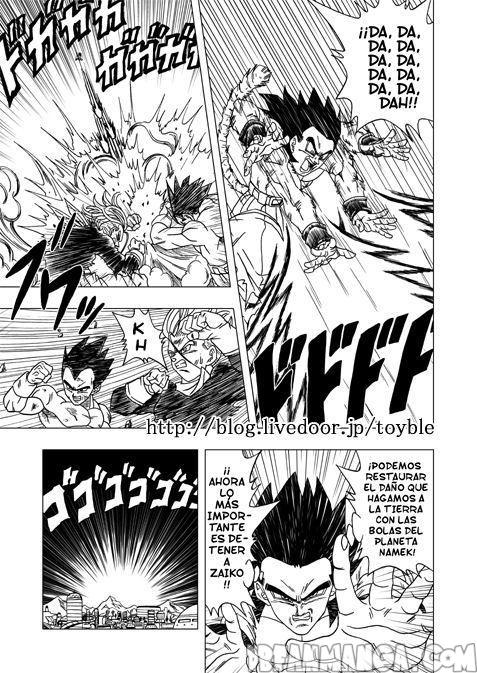 ¡¡DA, DA,
DA, DA,
DA, DA,
DA, DA,
DA, DA,
DAH!!
ドガガガ
ガガガッ
ドドドド
ブワッ
KH
http://blog.livedoor.jp/toyble
ゴゴゴゴゴゴ
¡PODEMOS
RESTAURAR
EL DAÑO QUE
HAGAMOS A
LA TIERRA
CON LAS
BOLAS DEL
PLANETA
NAMEK!
¡¡
AHORA
LO
MÁS
IMPOR-
TANTE
ES DE-
TENER
A
ZAIKO
!!
DREAMMANGA.COM